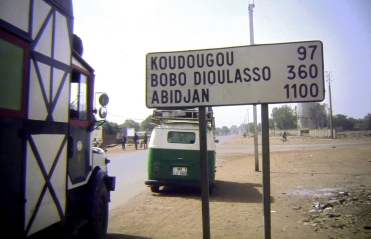 KOUDOUGOU 97
BOBO DIOULASSO 360
ABIDJAN 1100